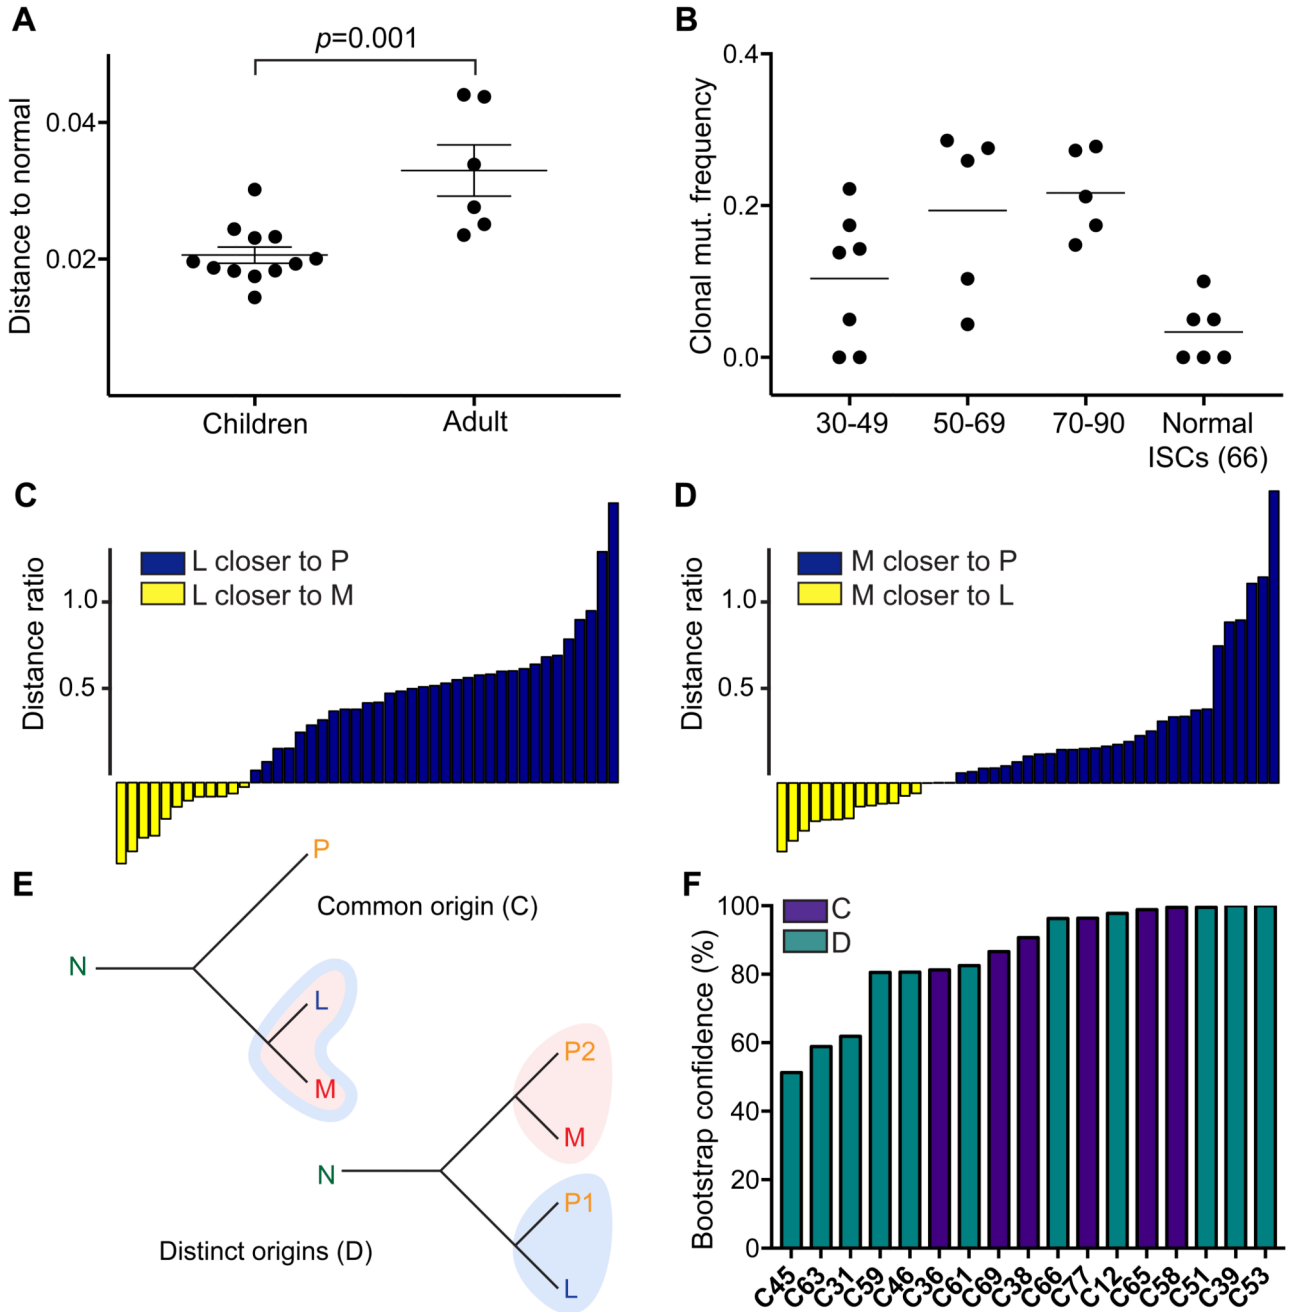 A
p=0.001
Distance to normal
0.04
0.02
Children
Adult
B
Clonal mut. frequency
0.4
0.2
0.0
30-49
50-69
70-90
Normal
ISCs (66)
C
Distance ratio
1.0
0.5
L closer to P
L closer to M
D
Distance ratio
1.0
0.5
M closer to P
M closer to L
E
P
Common origin (C)
N
L
M
P2
M
N
P1
Distinct origins (D)
L
F
Bootstrap confidence (%)
100
80
60
40
20
0
C
D
C45
C63
C31
C59
C46
C36
C61
C69
C38
C66
C77
C12
C65
C58
C51
C39
C53